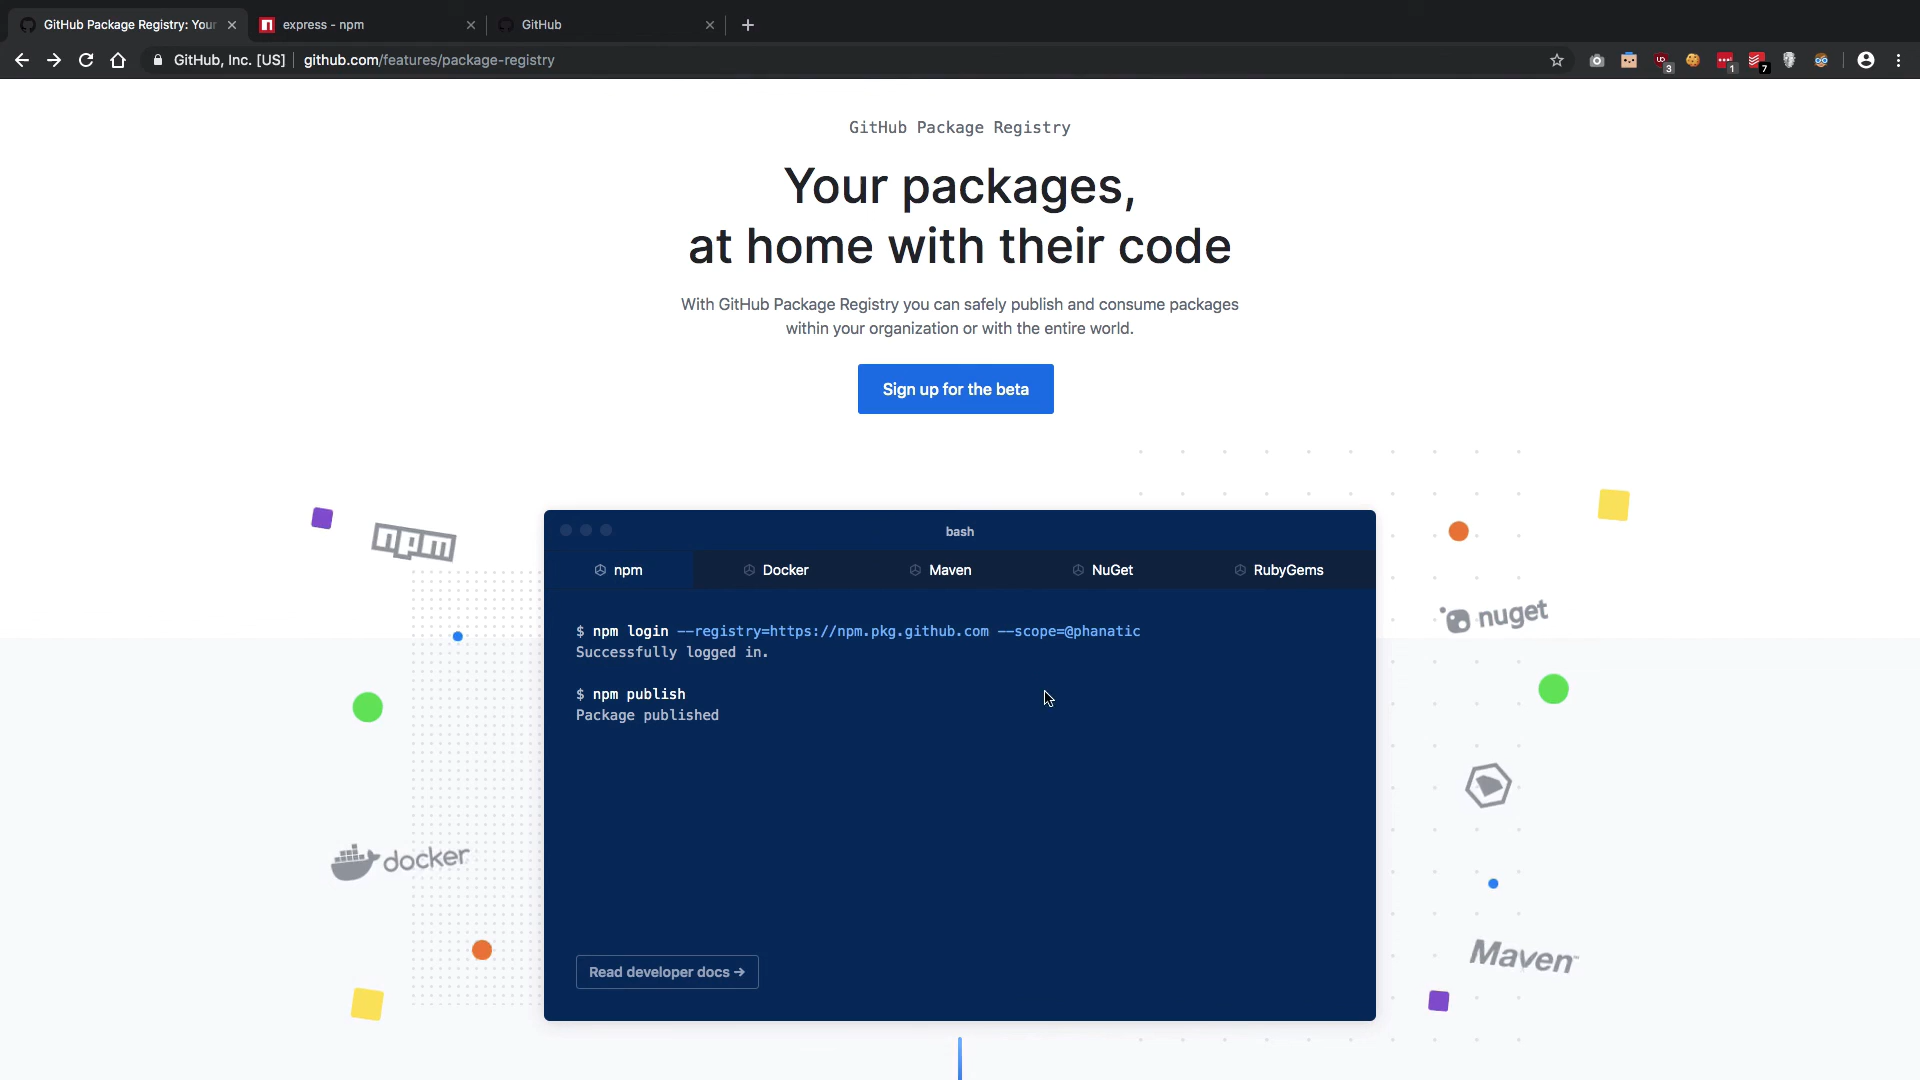 GitHub Package Registry: Your
express - npm
GitHub
GitHub, Inc. [US]
github.com/features/package-registry
3
1
7
GitHub Package Registry
Your packages,
at home with their code
With GitHub Package Registry you can safely publish and consume packages
within your organization or with the entire world.
Sign up for the beta
npm
bash
npm
Docker
Maven
NuGet
RubyGems
nuget
$ npm login --registry=https://npm.pkg.github.com --scope=@phanatic
Successfully logged in.
$ npm publish
Package published
docker
Maven™
Read developer docs →